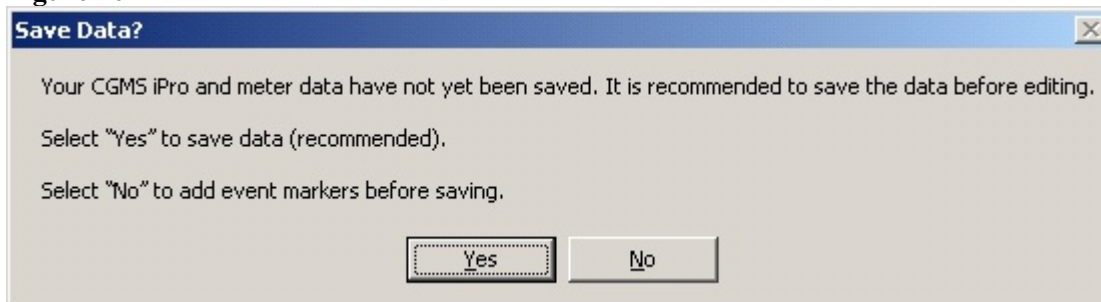 Save Data?
Your CGMS iPro and meter data have not yet been saved. It is recommended to save the data before editing.
Select "Yes" to save data (recommended).
Select "No" to add event markers before saving.
Yes No